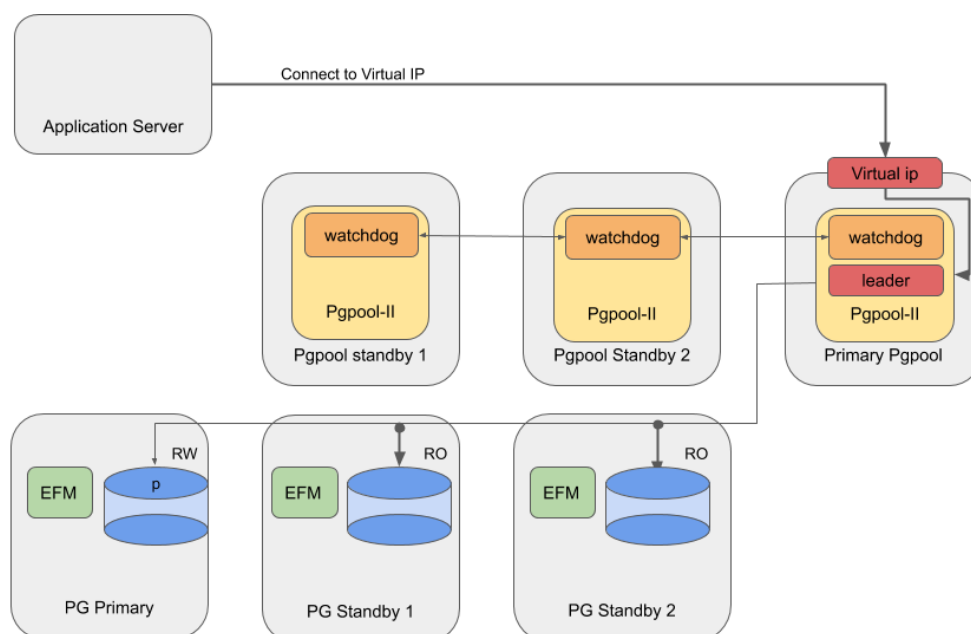 Connect to Virtual IP
Application Server
Virtual ip
watchdog
watchdog
watchdog
leader
Pgpool-II
Pgpool-II
Pgpool-II
Pgpool standby 1
Pgpool Standby 2
Primary Pgpool
RW
RO
RO
EFM
p
EFM
EFM
PG Primary
PG Standby 1
PG Standby 2